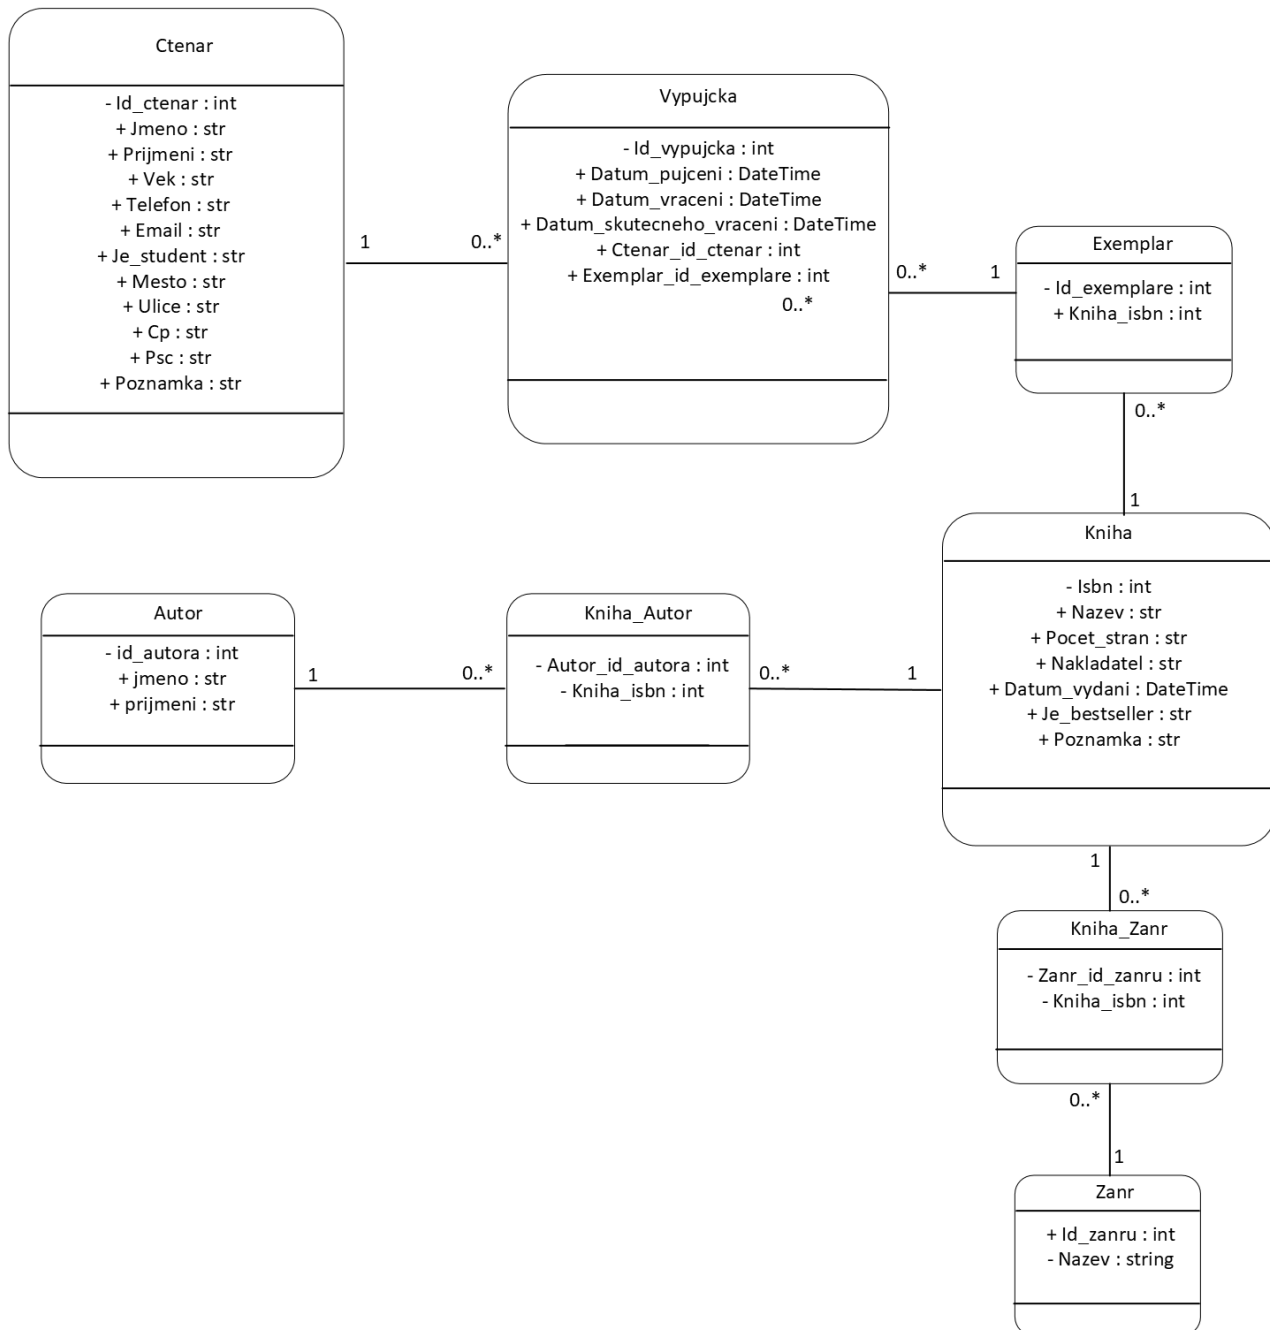 Ctenar
- Id_ctenar : int
+ Jmeno : str
+ Prijmeni : str
+ Vek : str
+ Telefon : str
+ Email : str
+ Je_student : str
+ Mesto : str
+ Ulice : str
+ Cp : str
+ Psc : str
+ Poznamka : str
1
0..*
Vypujcka
- Id_vypujcka : int
+ Datum_pujceni : DateTime
+ Datum_vraceni : DateTime
+ Datum_skutecneho_vraceni : DateTime
+ Ctenar_id_ctenar : int
+ Exemplar_id_exemplare : int
0..*
0..*
1
Exemplar
- Id_exemplare : int
+ Kniha_isbn : int
0..*
1
Kniha
- Isbn : int
+ Nazev : str
+ Pocet_stran : str
+ Nakladatel : str
+ Datum_vydani : DateTime
+ Je_bestseller : str
+ Poznamka : str
Autor
- id_autora : int
+ jmeno : str
+ prijmeni : str
1
0..*
Kniha_Autor
- Autor_id_autora : int
- Kniha_isbn : int
0..*
1
1
0..*
Kniha_Zanr
- Zanr_id_zanru : int
- Kniha_isbn : int
0..*
1
Zanr
+ Id_zanru : int
- Nazev : string